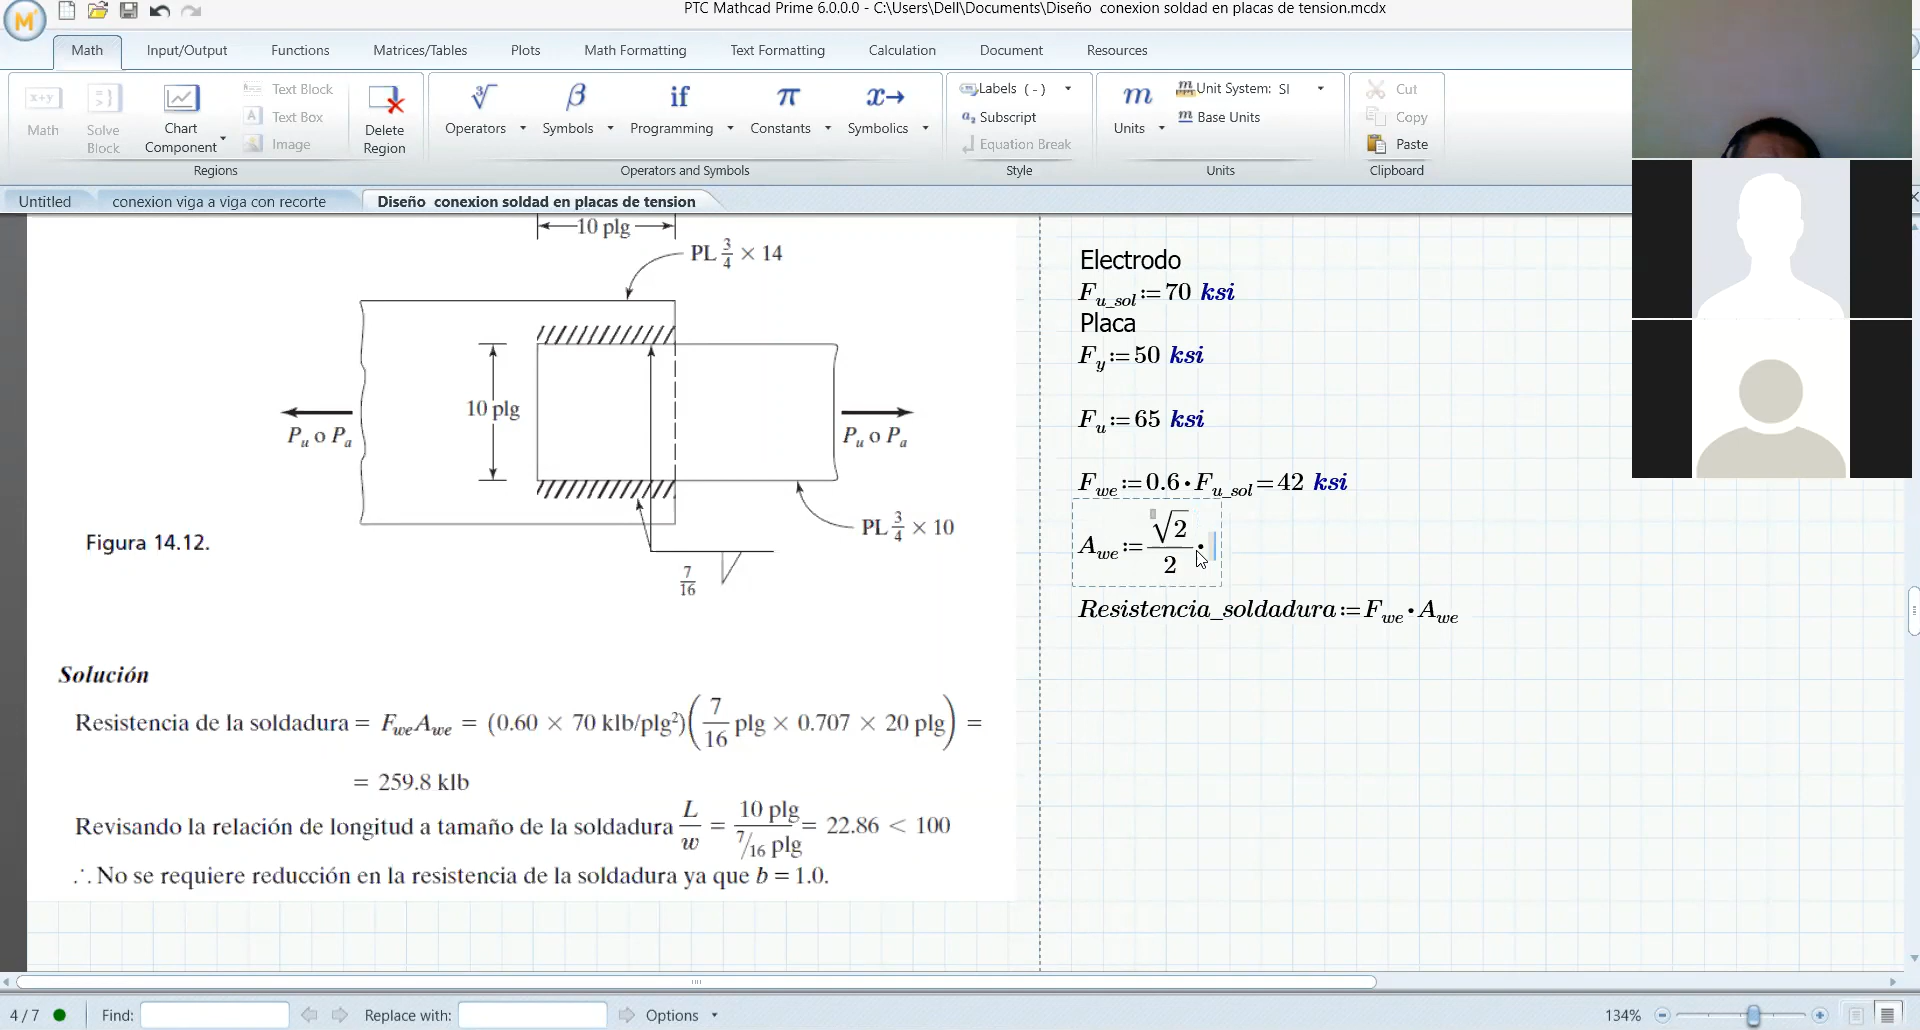 PTC Mathcad Prime 6.0.0.0 - C:\Users\Dell\Documents\Diseño  conexion soldad en placas de tension.mcdx
Math Input/Output Functions Matrices/Tables Plots Math Formatting Text Formatting Calculation Document Resources
Math
Solve Block
Chart Component
Text Block
Text Box
Image
Delete Region
Regions
Operators
Symbols
if Programming
π Constants
Symbolics
Operators and Symbols
Labels ( - )
Subscript
Equation Break
Style
Units
Unit System: SI
Base Units
Units
Cut
Copy
Paste
Clipboard
Untitled
conexion viga a viga con recorte
Diseño  conexion soldad en placas de tension
10 plg
PL 3/4 × 14
10 plg
P_u o P_a
P_u o P_a
PL 3/4 × 10
Figura 14.12.
7/16
Solución
Resistencia de la soldadura = F_we A_we = (0.60 × 70 klb/plg²)(7/16 plg × 0.707 × 20 plg) =
= 259.8 klb
Revisando la relación de longitud a tamaño de la soldadura L/w = 10 plg / 7/16 plg = 22.86 < 100
∴ No se requiere reducción en la resistencia de la soldadura ya que b = 1.0.
Electrodo
F_u_sol := 70 ksi
Placa
F_y := 50 ksi
F_u := 65 ksi
F_we := 0.6 • F_u_sol = 42 ksi
A_we := √2/2 •
Resistencia_soldadura := F_we • A_we
4 / 7 Find: Replace with: Options 134%